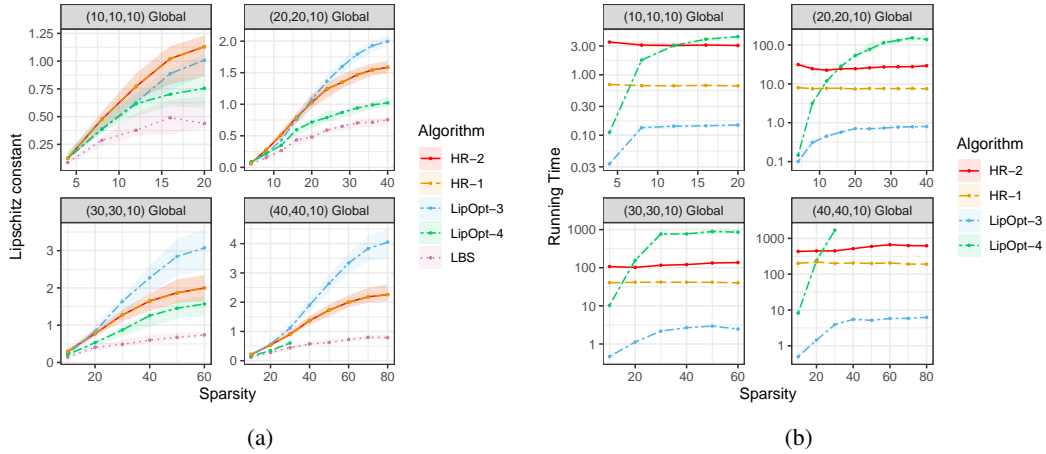 (10,10,10) Global
(20,20,10) Global
1.25
1.00
0.75
0.50
0.25
5
10
15
20
2.0
1.5
1.0
0.5
0.0
10
20
30
40
(30,30,10) Global
(40,40,10) Global
3
2
1
0
20
40
60
4
3
2
1
0
20
40
60
80
Lipschitz constant
Sparsity
Algorithm
HR-2
HR-1
LipOpt-3
LipOpt-4
LBS
(a)
(10,10,10) Global
(20,20,10) Global
3.00
1.00
0.30
0.10
0.03
5
10
15
20
100.0
10.0
1.0
0.1
10
20
30
40
(30,30,10) Global
(40,40,10) Global
1000
100
10
1
20
40
60
1000
100
10
1
20
40
60
80
Running Time
Sparsity
Algorithm
HR-2
HR-1
LipOpt-3
LipOpt-4
(b)